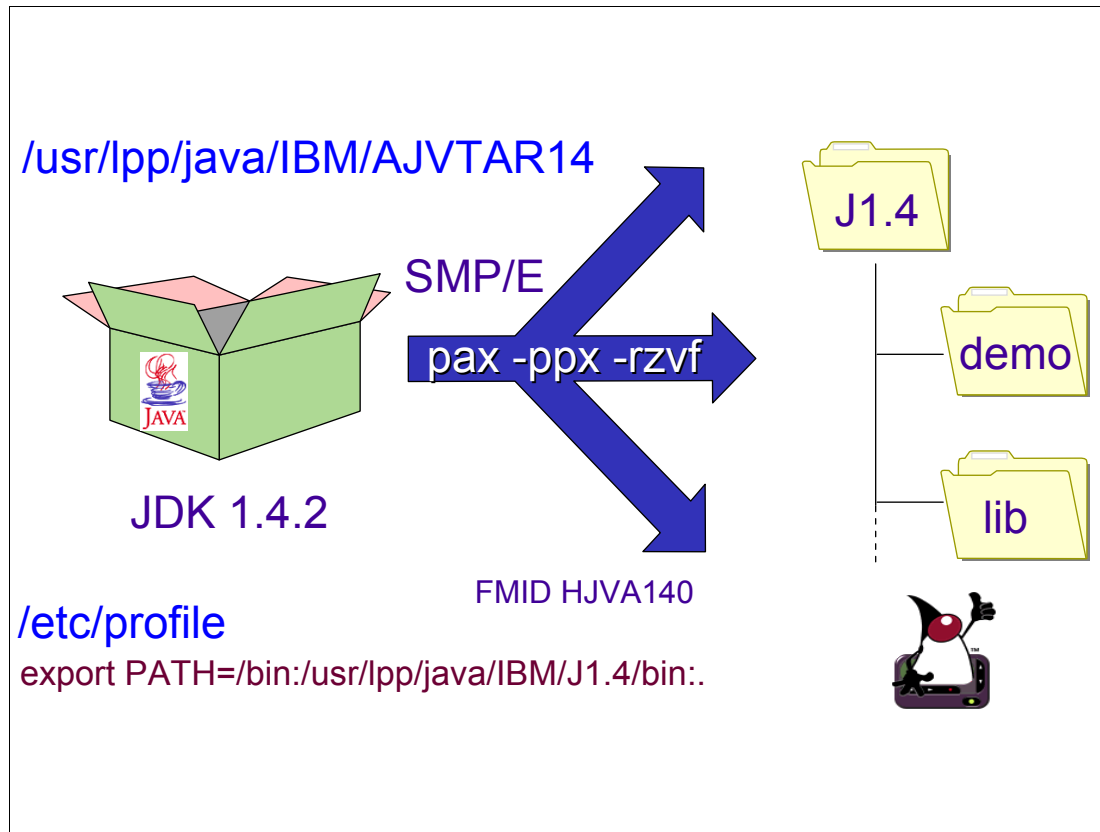 /usr/lpp/java/IBM/AJVTAR14
SMP/E
pax -ppx -rzvf
JAVA
JDK 1.4.2
J1.4
demo
lib
FMID HJVA140
TM
/etc/profile
export PATH=/bin:/usr/lpp/java/IBM/J1.4/bin:.